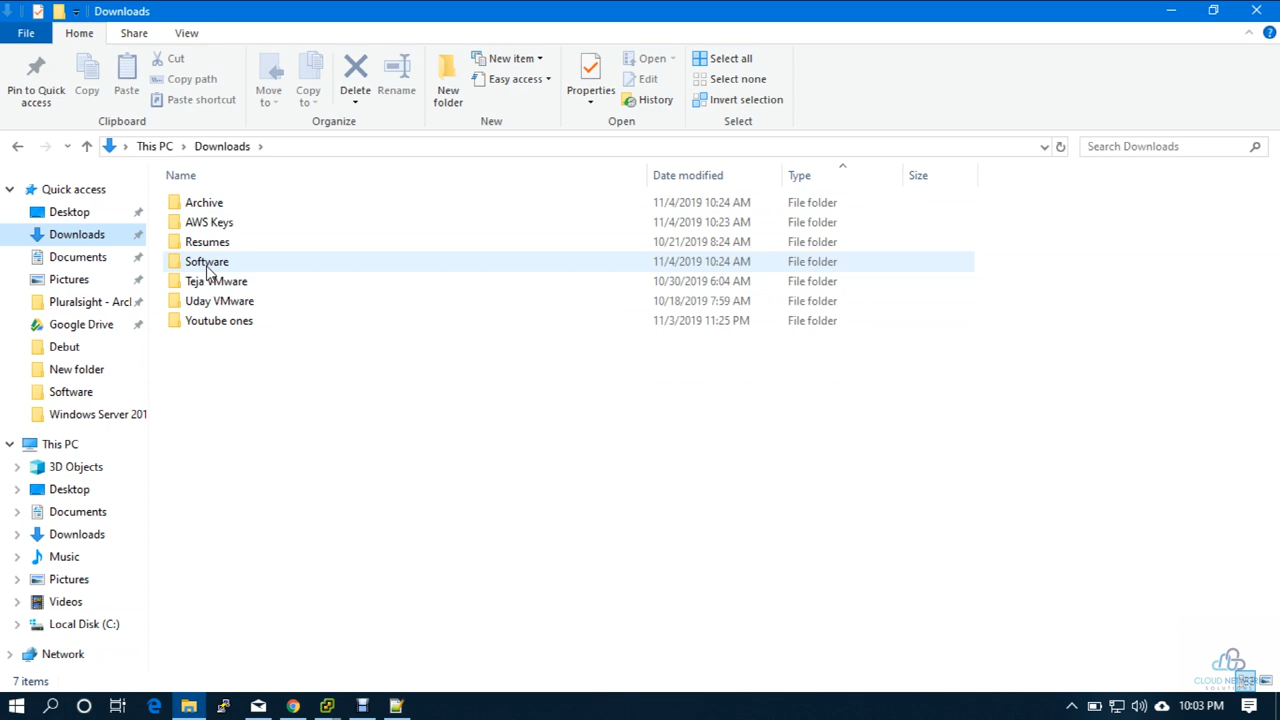 Downloads
File Home Share View
Pin to Quick access
Copy
Paste
Cut
Copy path
Paste shortcut
Clipboard
Move to
Copy to
Delete
Rename
Organize
New folder
New item
Easy access
New
Properties
Open
Edit
History
Open
Select all
Select none
Invert selection
Select
This PC > Downloads >
Search Downloads
Name Date modified Type Size
Archive 11/4/2019 10:24 AM File folder
AWS Keys 11/4/2019 10:23 AM File folder
Resumes 10/21/2019 8:24 AM File folder
Software 11/4/2019 10:24 AM File folder
Teja VMware 10/30/2019 6:04 AM File folder
Uday VMware 10/18/2019 7:59 AM File folder
Youtube ones 11/3/2019 11:25 PM File folder
Quick access
Desktop
Downloads
Documents
Pictures
Pluralsight - Arcl
Google Drive
Debut
New folder
Software
Windows Server 201
This PC
3D Objects
Desktop
Documents
Downloads
Music
Pictures
Videos
Local Disk (C:)
Network
7 items
CLOUD
10:03 PM